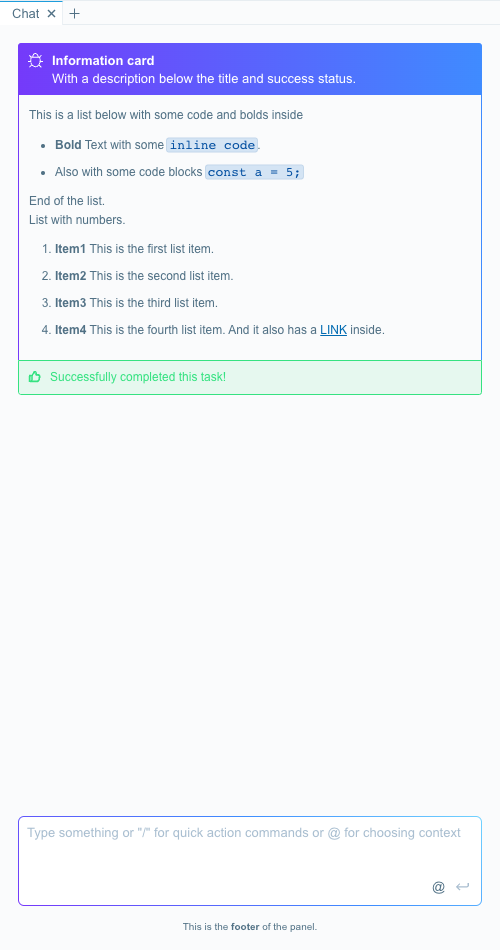 Chat
Information card
With a description below the title and success status.
This is a list below with some code and bolds inside
• Bold Text with some inline code.
• Also with some code blocks const a = 5;
End of the list.
List with numbers.
1. Item1 This is the first list item.
2. Item2 This is the second list item.
3. Item3 This is the third list item.
4. Item4 This is the fourth list item. And it also has a LINK inside.
Successfully completed this task!
Type something or "/" for quick action commands or @ for choosing context
@
This is the footer of the panel.